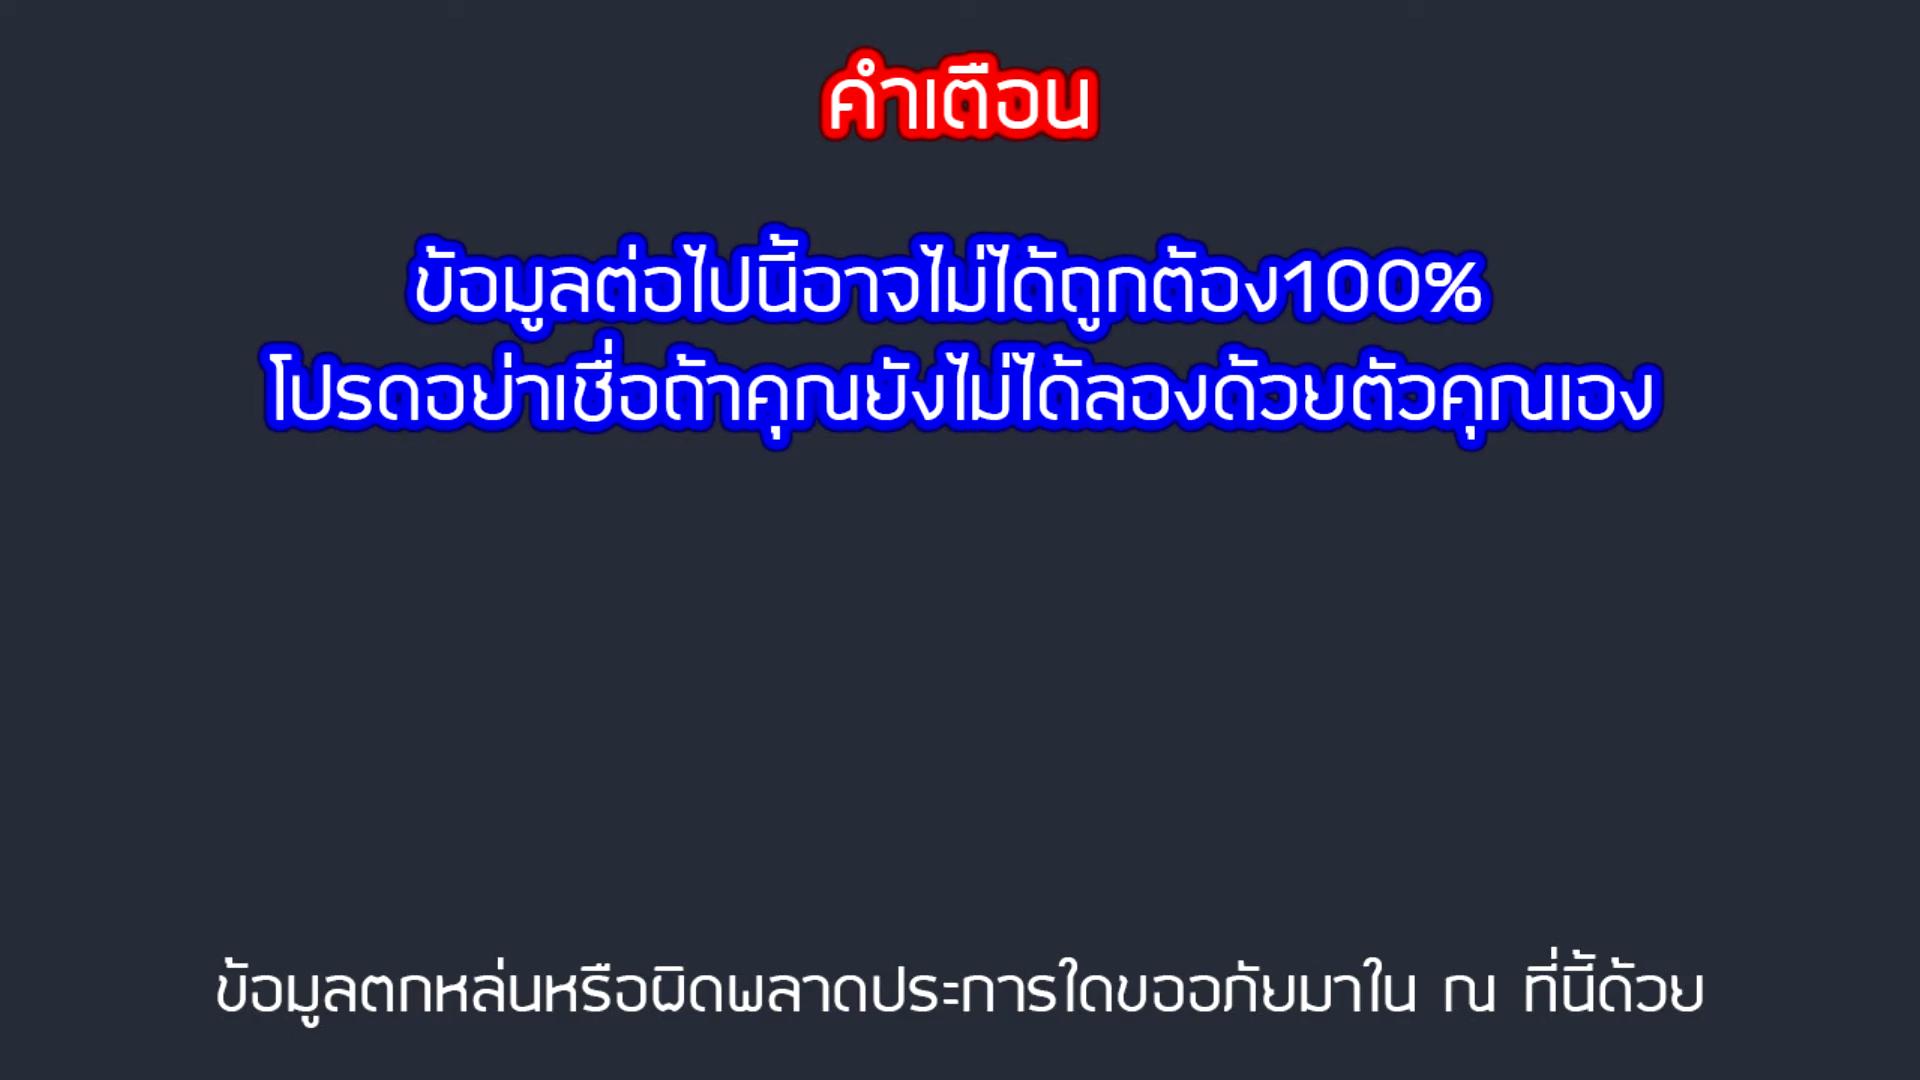 คำเตือน
ข้อมูลต่อไปนี้อาจไม่ได้ถูกต้อง100%
โปรดอย่าเชื่อถ้าคุณยังไม่ได้ลองด้วยตัวคุณเอง
ข้อมูลตกหล่นหรือผิดพลาดประการใดขออภัยมาใน ณ ที่นี้ด้วย